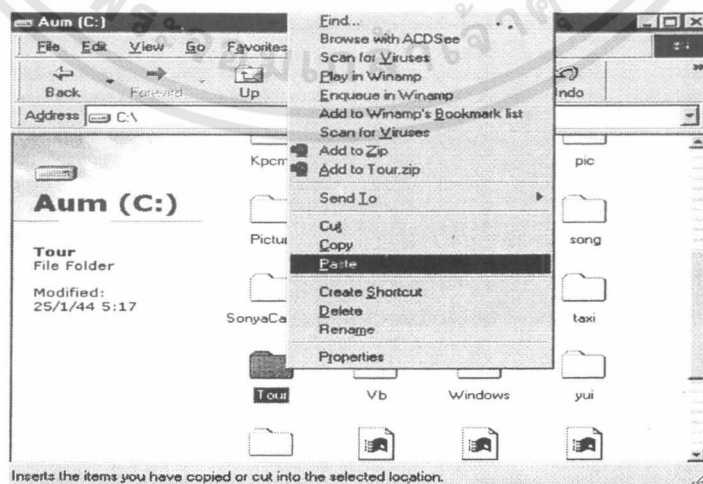 Aum (C:)
File Edit View Go Favorites
Back Forward Up Undo
Address C:\
Find...
Browse with ACDSee
Scan for Viruses
Play in Winamp
Enqueue in Winamp
Add to Winamp's Bookmark list
Scan for Viruses
Add to Zip
Add to Tour.zip
Send To
Cut
Copy
Paste
Create Shortcut
Delete
Rename
Properties
Aum (C:)
Tour
File Folder
Modified:
25/1/44 5:17
Kpcm pic
Pictu song
SonyaCa taxi
Tour Vb Windows yui
Inserts the items you have copied or cut into the selected location.